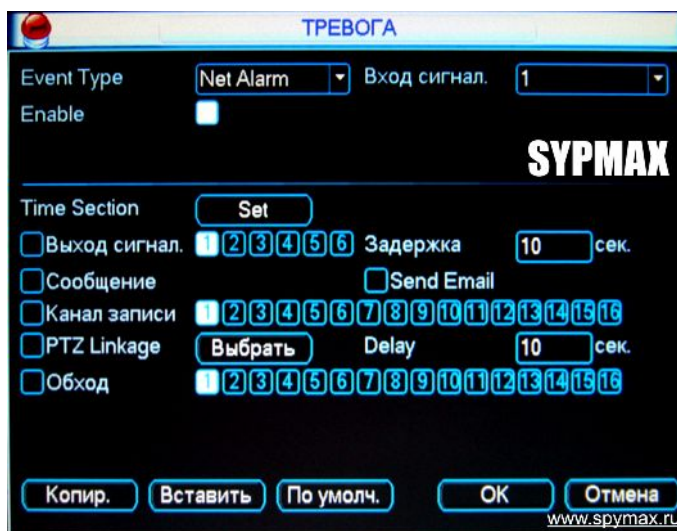 ТРЕВОГА
Event Type Net Alarm Вход сигнал. 1
Enable
SYPMAX
Time Section Set
Выход сигнал. 1 2 3 4 5 6 Задержка 10 сек.
Сообщение Send Email
Канал записи 1 2 3 4 5 6 7 8 9 10 11 12 13 14 15 16
PTZ Linkage Выбрать Delay 10 сек.
Обход 1 2 3 4 5 6 7 8 9 10 11 12 13 14 15 16
Копир. Вставить По умолч. OK Отмена
www.spymax.ru